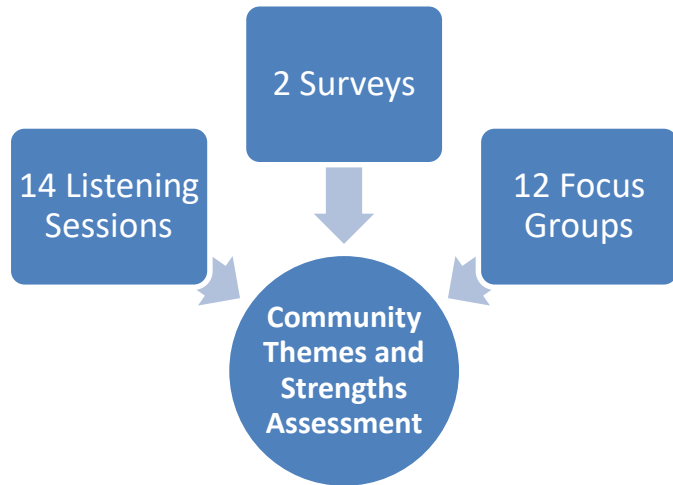 2 Surveys
14 Listening
Sessions
12 Focus
Groups
Community
Themes and
Strengths
Assessment